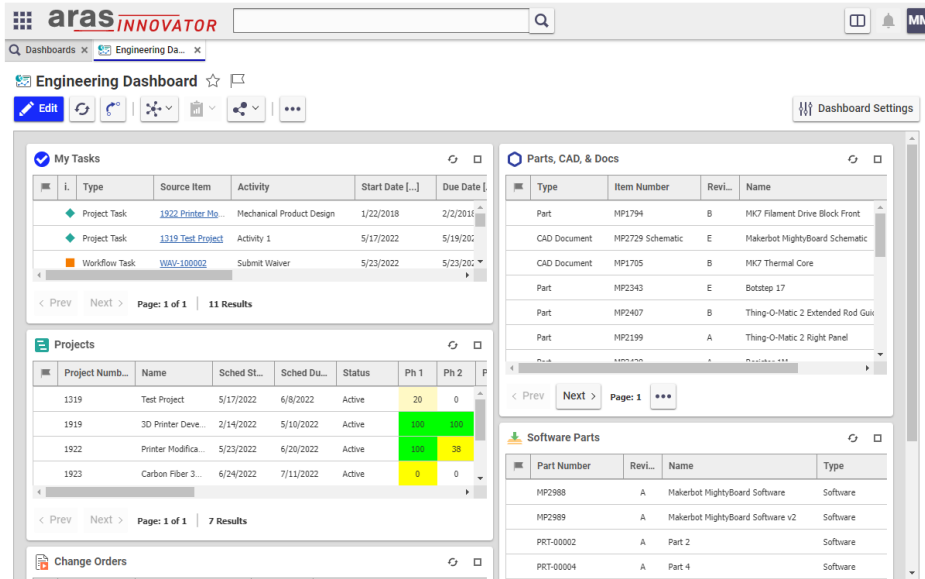 aras INNOVATOR
MM
Dashboards × Engineering Da... ×
Engineering Dashboard
Edit
Dashboard Settings
My Tasks
i. Type Source Item Activity Start Date [...] Due Date [.
Project Task 1922 Printer Mo... Mechanical Product Design 1/22/2018 2/2/2018
Project Task 1319 Test Project Activity 1 5/17/2022 5/19/202
Workflow Task WAV-100002 Submit Waiver 5/23/2022 5/23/202
< Prev Next > Page: 1 of 1 11 Results
Projects
Project Numb... Name Sched St... Sched Du... Status Ph 1 Ph 2 P
1319 Test Project 5/17/2022 6/8/2022 Active 20 0
1919 3D Printer Deve... 2/14/2022 5/10/2022 Active 100 100
1922 Printer Modifica... 5/23/2022 6/20/2022 Active 100 38
1923 Carbon Fiber 3... 6/24/2022 7/11/2022 Active 0 0
< Prev Next > Page: 1 of 1 7 Results
Change Orders
Parts, CAD, & Docs
Type Item Number Revi... Name
Part MP1794 B MK7 Filament Drive Block Front
CAD Document MP2729 Schematic E Makerbot MightyBoard Schematic
CAD Document MP1705 B MK7 Thermal Core
Part MP2343 E Botstep 17
Part MP2407 B Thing-O-Matic 2 Extended Rod Guid
Part MP2199 A Thing-O-Matic 2 Right Panel
< Prev Next > Page: 1
Software Parts
Part Number Revi... Name Type
MP2988 A Makerbot MightyBoard Software Software
MP2989 A Makerbot MightyBoard Software v2 Software
PRT-00002 A Part 2 Software
PRT-00004 A Part 4 Software